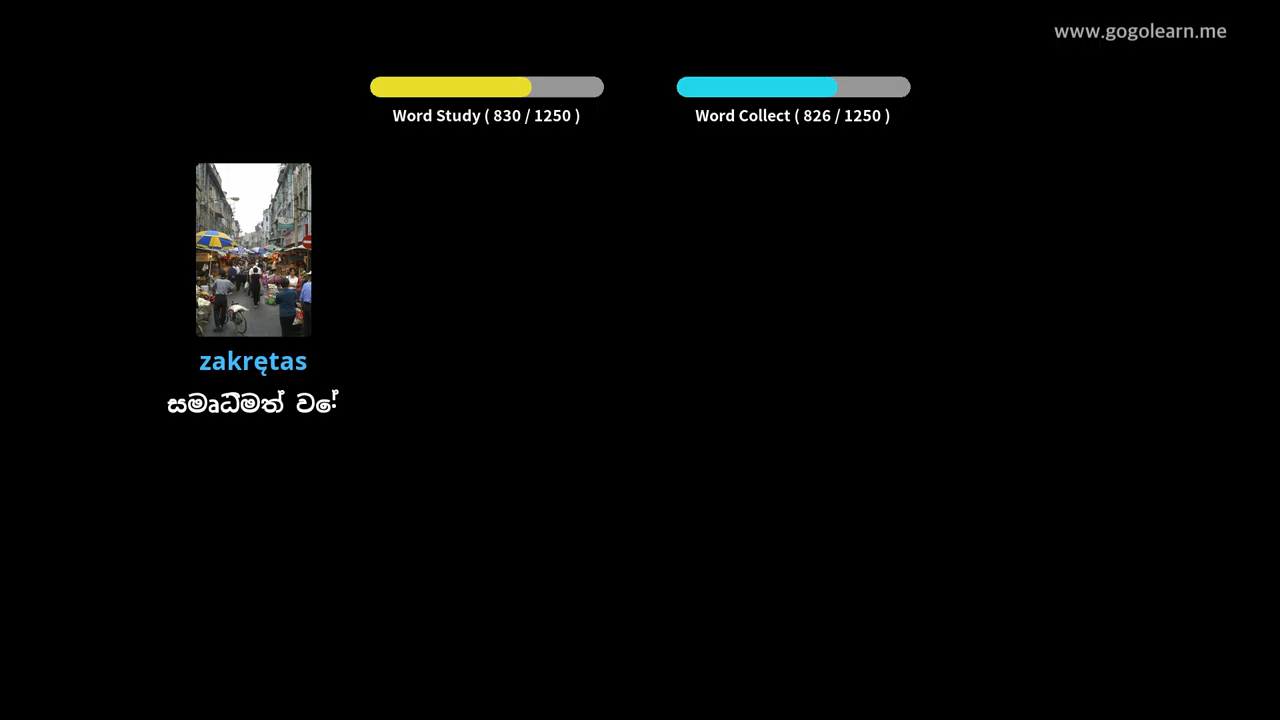 www.gogolearn.me
Word Study ( 830 / 1250 )
Word Collect ( 826 / 1250 )
zakrętas
සමෘධිමත් වේ!